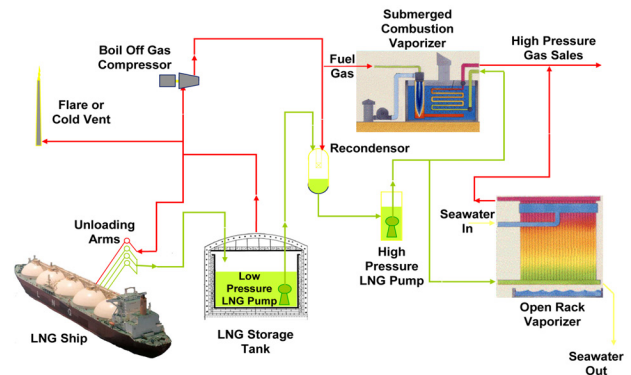 Submerged
Combustion
Vaporizer
High Pressure
Gas Sales
Boil Off Gas
Compressor
Fuel
Gas
Flare or
Cold Vent
Recondensor
Unloading
Arms
Seawater
In
Low
Pressure
LNG Pump
High
Pressure
LNG Pump
LNG Ship
LNG Storage
Tank
Open Rack
Vaporizer
Seawater
Out